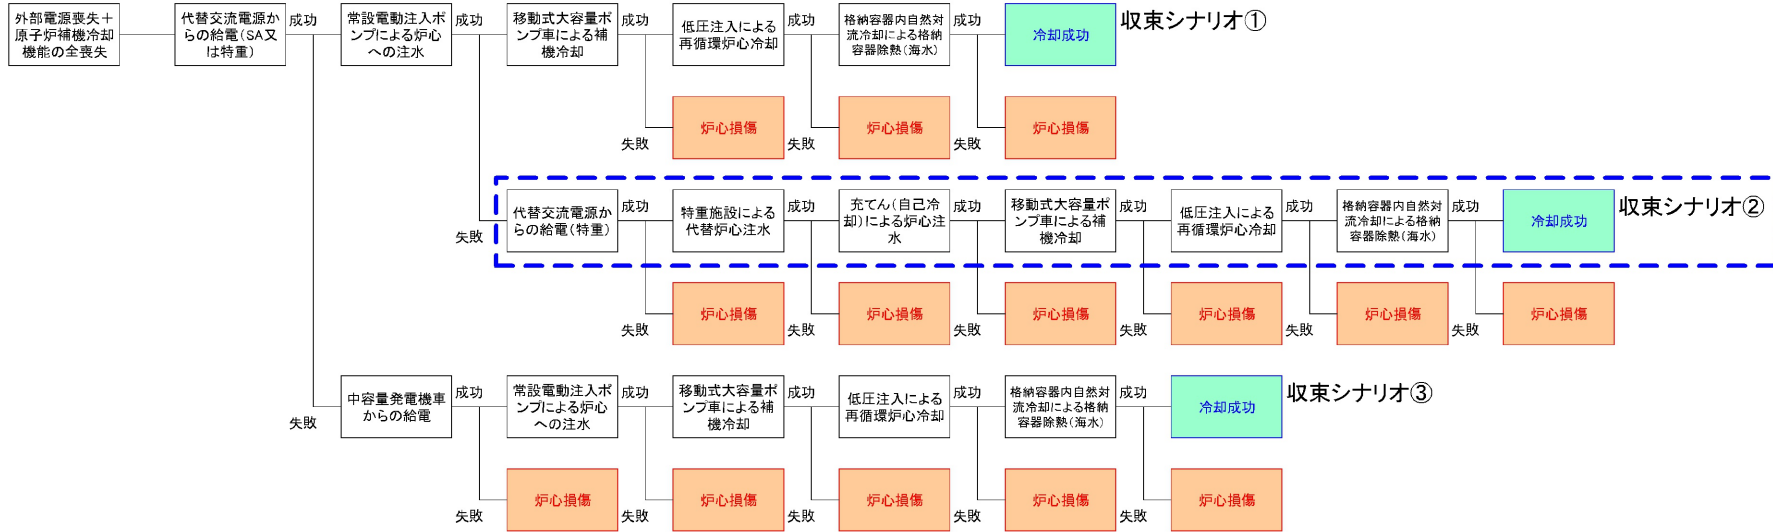 外部電源喪失＋
原子炉補機冷却
機能の全喪失
代替交流電源か
らの給電（SA又
は特重）
成功
常設電動注入ポ
ンプによる炉心
への注水
成功
移動式大容量ポ
ンプ車による補
機冷却
成功
低圧注入による
再循環炉心冷却
成功
格納容器内自然対
流冷却による格納
容器除熱（海水）
成功
冷却成功
収束シナリオ①
失敗
炉心損傷
失敗
炉心損傷
失敗
炉心損傷
失敗
代替交流電源か
らの給電（特重）
成功
特重施設による
代替炉心注水
成功
充てん（自己冷
却）による炉心注
水
成功
移動式大容量ポ
ンプ車による補
機冷却
成功
低圧注入による
再循環炉心冷却
成功
格納容器内自然対
流冷却による格納
容器除熱（海水）
成功
冷却成功
収束シナリオ②
失敗
炉心損傷
失敗
炉心損傷
失敗
炉心損傷
失敗
炉心損傷
失敗
炉心損傷
失敗
炉心損傷
失敗
中容量発電機車
からの給電
成功
常設電動注入ポ
ンプによる炉心
への注水
成功
移動式大容量ポ
ンプ車による補
機冷却
成功
低圧注入による
再循環炉心冷却
成功
格納容器内自然対
流冷却による格納
容器除熱（海水）
成功
冷却成功
収束シナリオ③
失敗
炉心損傷
失敗
炉心損傷
失敗
炉心損傷
失敗
炉心損傷
失敗
炉心損傷